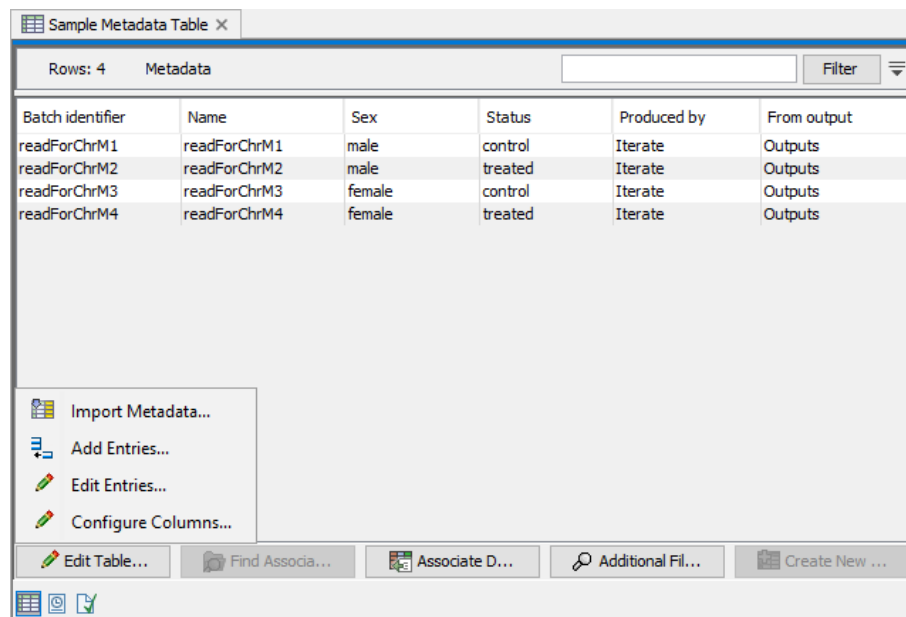 Sample Metadata Table
Rows: 4 Metadata Filter
Batch identifier Name Sex Status Produced by From output
readForChrM1 readForChrM1 male control Iterate Outputs
readForChrM2 readForChrM2 male treated Iterate Outputs
readForChrM3 readForChrM3 female control Iterate Outputs
readForChrM4 readForChrM4 female treated Iterate Outputs
Import Metadata...
Add Entries...
Edit Entries...
Configure Columns...
Edit Table... Find Associa... Associate D... Additional Fil... Create New ...